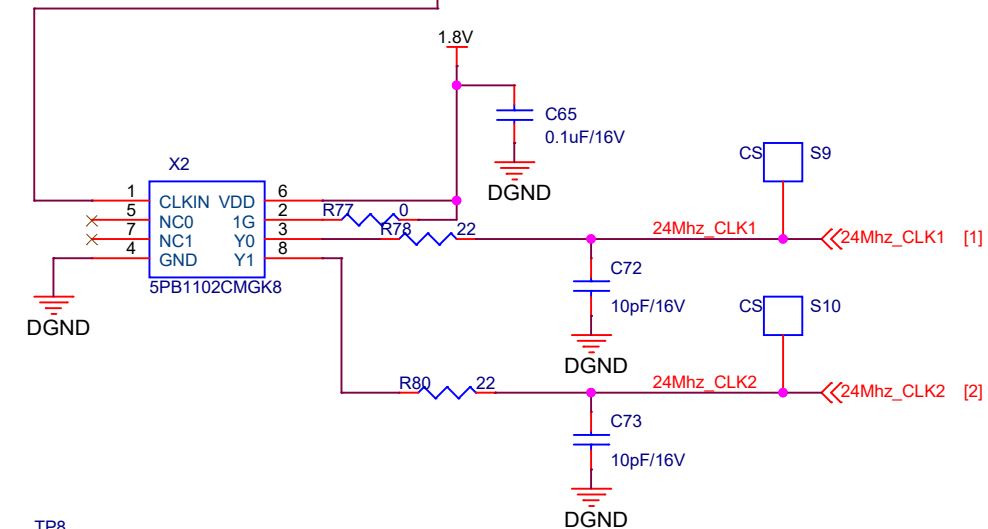 1.8V
C65
0.1uF/16V
DGND
X2
CS S9
1 CLKIN VDD 6
5 NC0 1G 2 R77 0
7 NC1 Y0 3 R78 22
4 GND Y1 8
5PB1102CMGK8
DGND
24Mhz_CLK1 24Mhz_CLK1 [1]
C72
10pF/16V
DGND
CS S10
R80 22
24Mhz_CLK2 24Mhz_CLK2 [2]
C73
10pF/16V
DGND
TP8